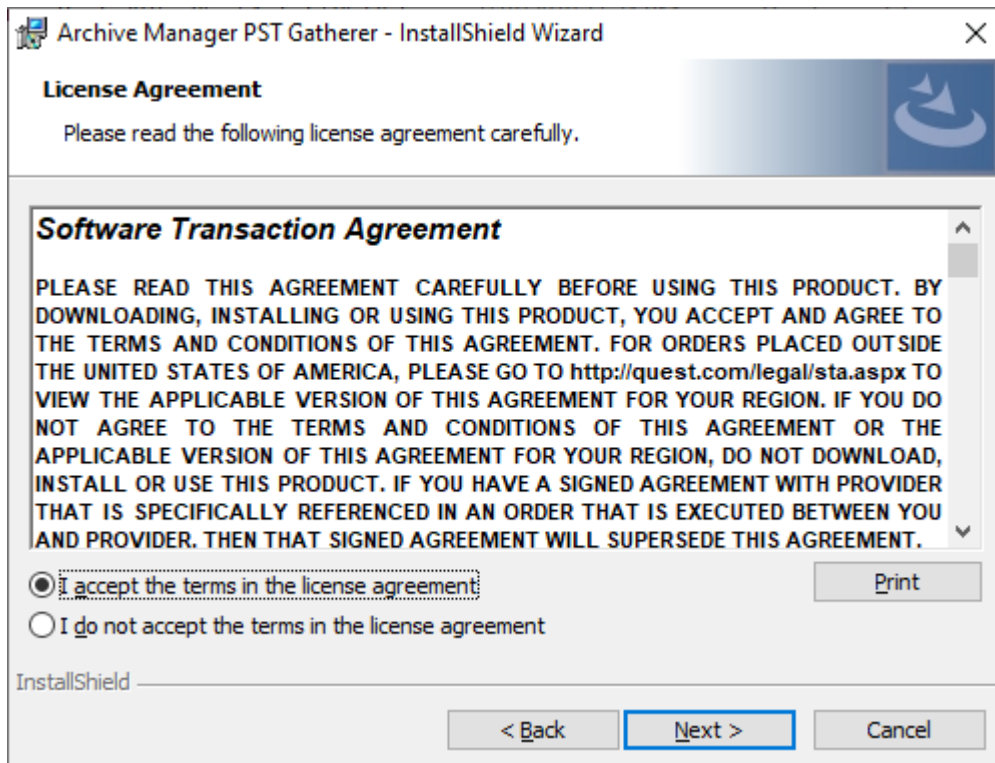 Archive Manager PST Gatherer - InstallShield Wizard
License Agreement
Please read the following license agreement carefully.
Software Transaction Agreement
PLEASE READ THIS AGREEMENT CAREFULLY BEFORE USING THIS PRODUCT. BY
DOWNLOADING, INSTALLING OR USING THIS PRODUCT, YOU ACCEPT AND AGREE TO
THE TERMS AND CONDITIONS OF THIS AGREEMENT. FOR ORDERS PLACED OUTSIDE
THE UNITED STATES OF AMERICA, PLEASE GO TO http://quest.com/legal/sta.aspx TO
VIEW THE APPLICABLE VERSION OF THIS AGREEMENT FOR YOUR REGION. IF YOU DO
NOT AGREE TO THE TERMS AND CONDITIONS OF THIS AGREEMENT OR THE
APPLICABLE VERSION OF THIS AGREEMENT FOR YOUR REGION, DO NOT DOWNLOAD,
INSTALL OR USE THIS PRODUCT. IF YOU HAVE A SIGNED AGREEMENT WITH PROVIDER
THAT IS SPECIFICALLY REFERENCED IN AN ORDER THAT IS EXECUTED BETWEEN YOU
AND PROVIDER, THEN THAT SIGNED AGREEMENT WILL SUPERSEDE THIS AGREEMENT.
I accept the terms in the license agreement
Print
I do not accept the terms in the license agreement
InstallShield
< Back
Next >
Cancel